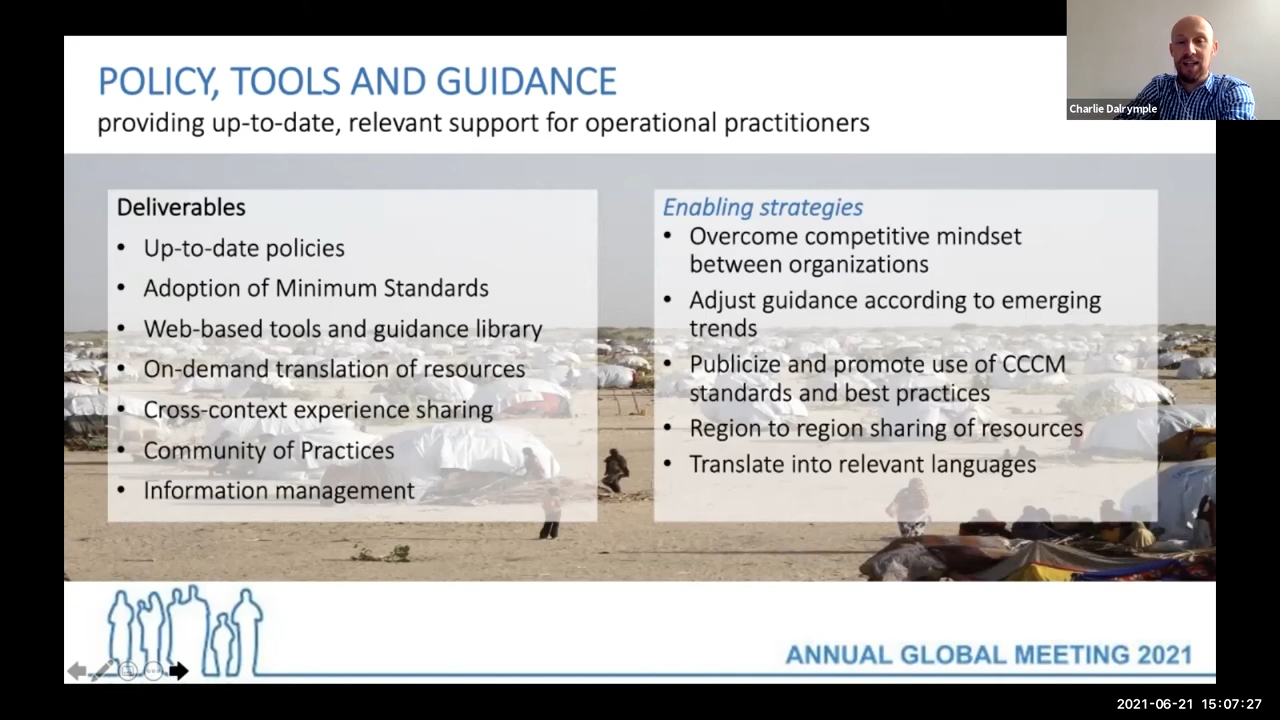 POLICY, TOOLS AND GUIDANCE
providing up-to-date, relevant support for operational practitioners
Charlie Dalrymple
Deliverables
• Up-to-date policies
• Adoption of Minimum Standards
• Web-based tools and guidance library
• On-demand translation of resources
• Cross-context experience sharing
• Community of Practices
• Information management
Enabling strategies
• Overcome competitive mindset
between organizations
• Adjust guidance according to emerging
trends
• Publicize and promote use of CCCM
standards and best practices
• Region to region sharing of resources
• Translate into relevant languages
ANNUAL GLOBAL MEETING 2021
2021-06-21 15:07:27